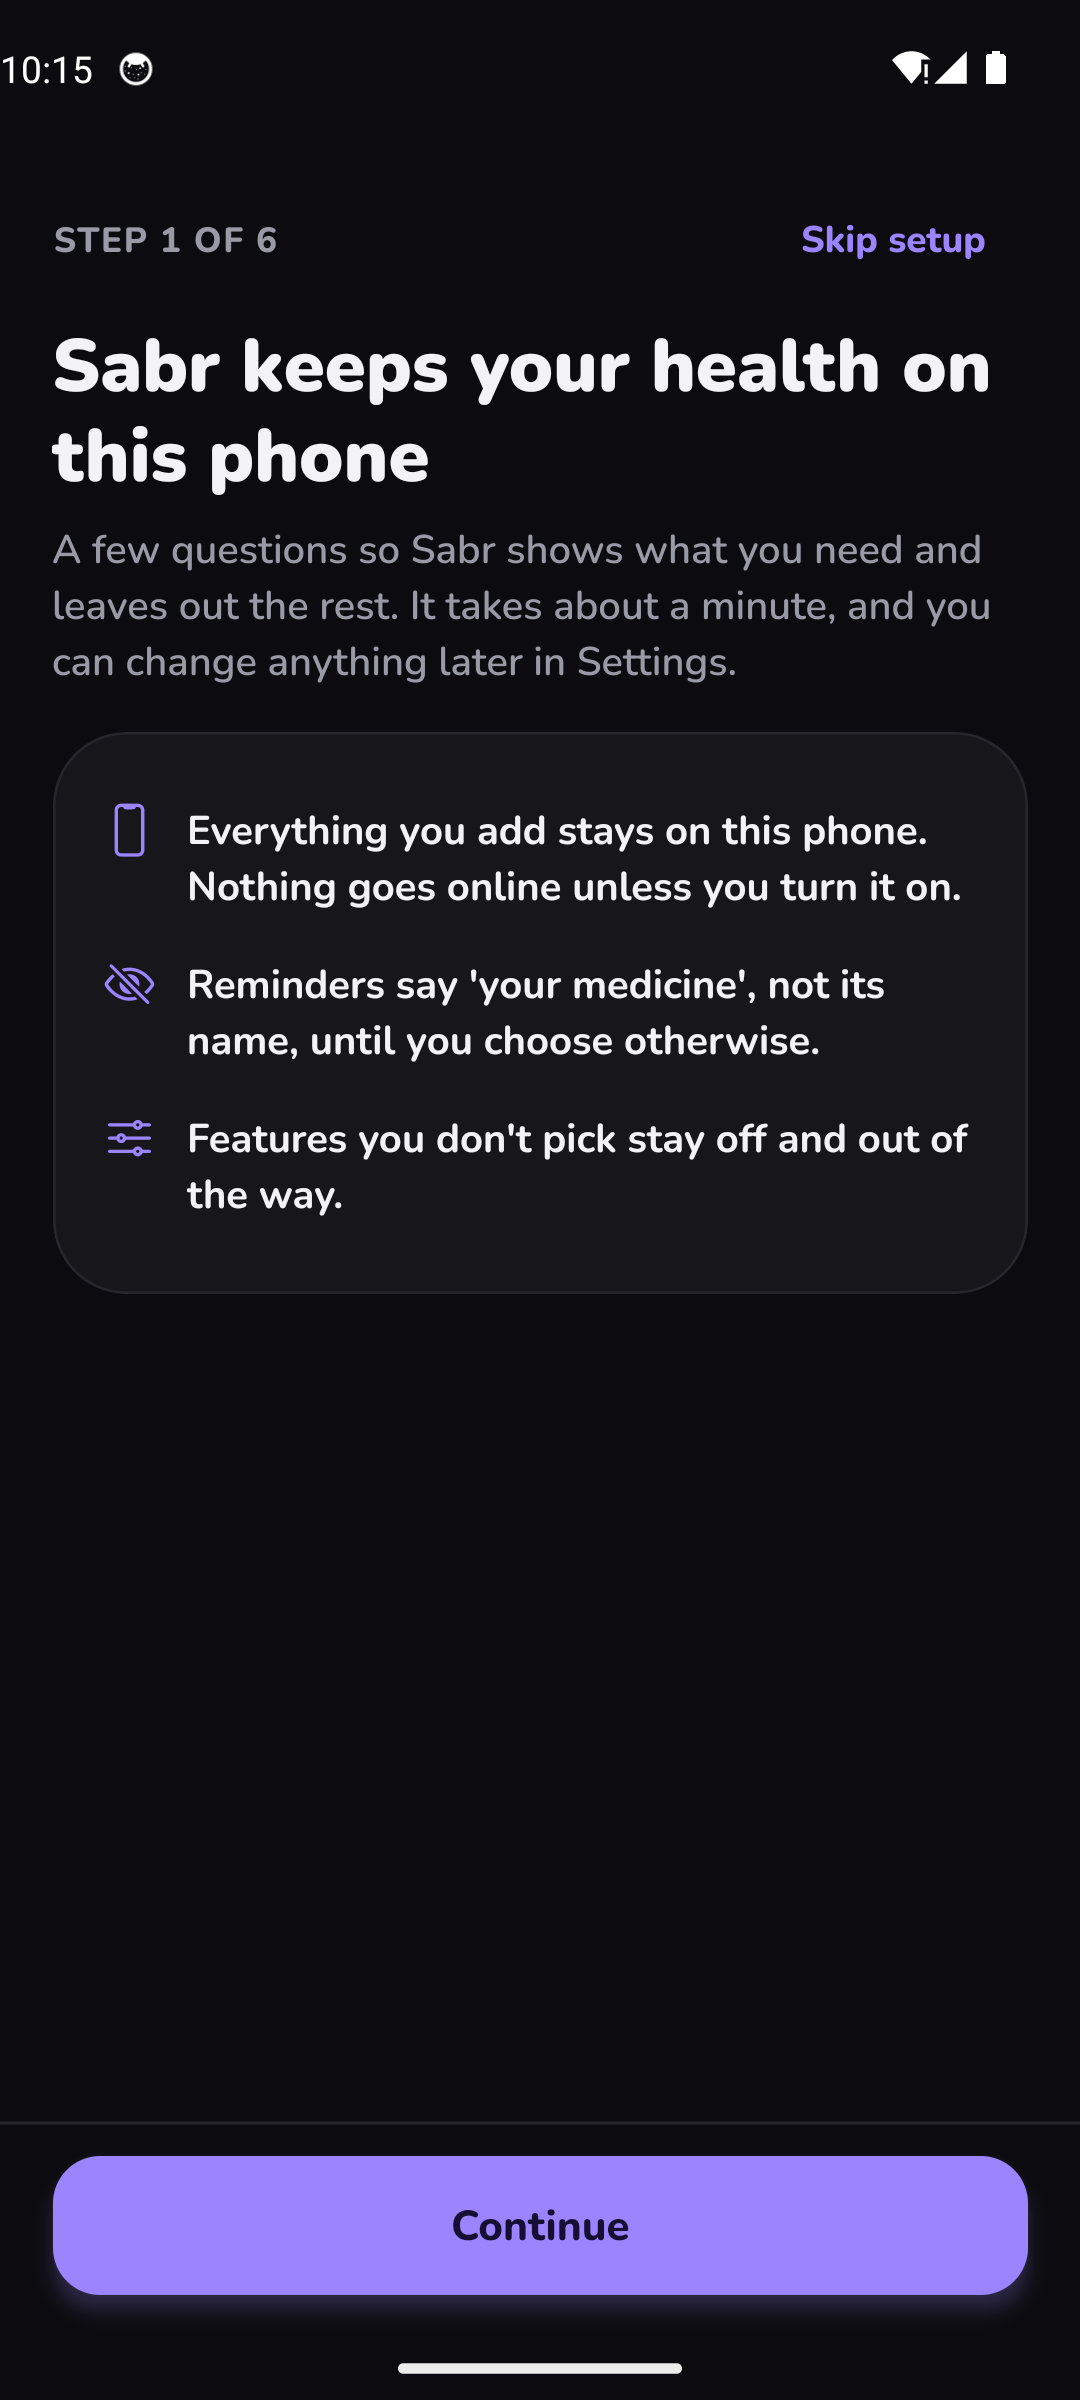 10:15
STEP 1 OF 6
Skip setup
Sabr keeps your health on
this phone
A few questions so Sabr shows what you need and
leaves out the rest. It takes about a minute, and you
can change anything later in Settings.
Everything you add stays on this phone.
Nothing goes online unless you turn it on.
Reminders say 'your medicine', not its
name, until you choose otherwise.
Features you don't pick stay off and out of
the way.
Continue